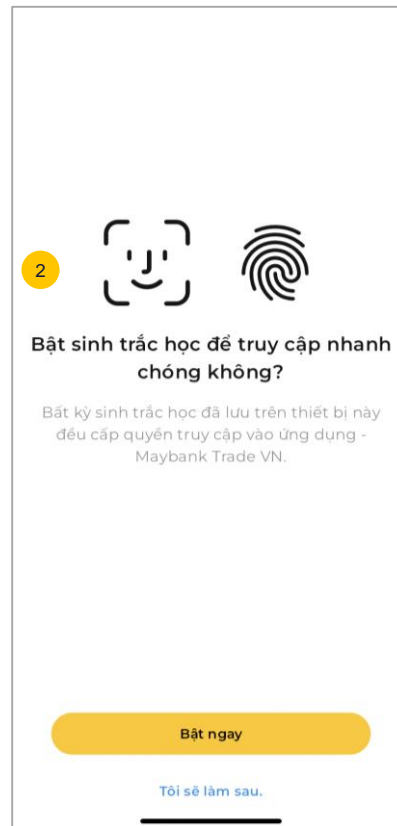 2
Bật sinh trắc học để truy cập nhanh
chóng không?
Bất kỳ sinh trắc học đã lưu trên thiết bị này
đều cấp quyền truy cập vào ứng dụng -
Maybank Trade VN.
Bật ngay
Tôi sẽ làm sau.